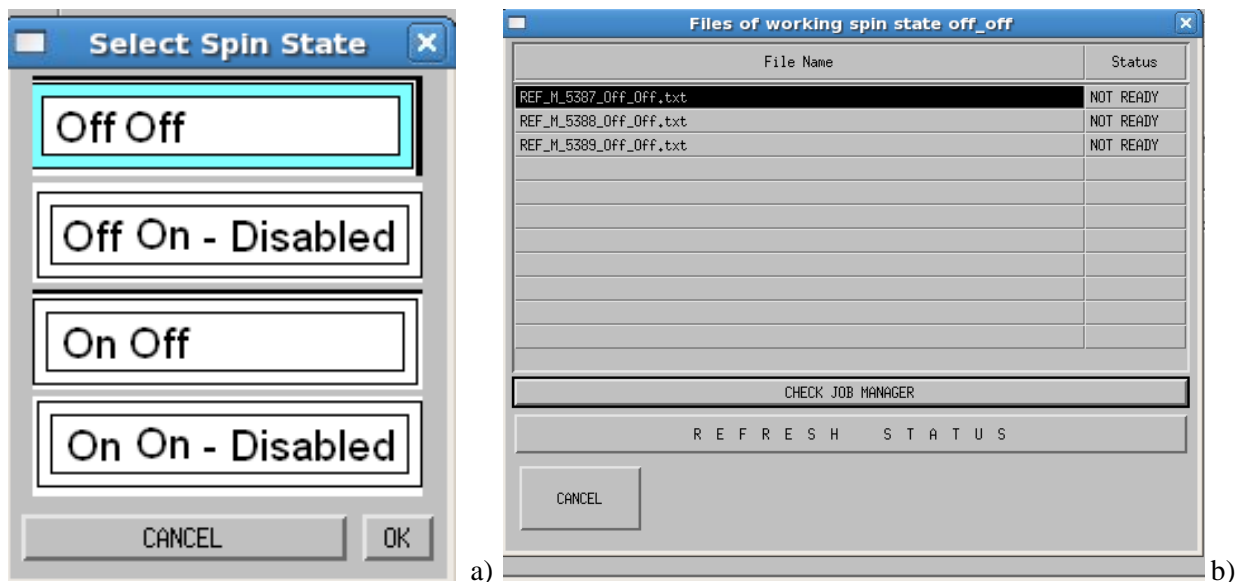 Select Spin State
Off Off
Off On - Disabled
On Off
On On - Disabled
CANCEL OK
a)
Files of working spin state off_off
File Name Status
REF_M_5387_Off_Off.txt NOT READY
REF_M_5388_Off_Off.txt NOT READY
REF_M_5389_Off_Off.txt NOT READY
CHECK JOB MANAGER
R E F R E S H S T A T U S
CANCEL
b)